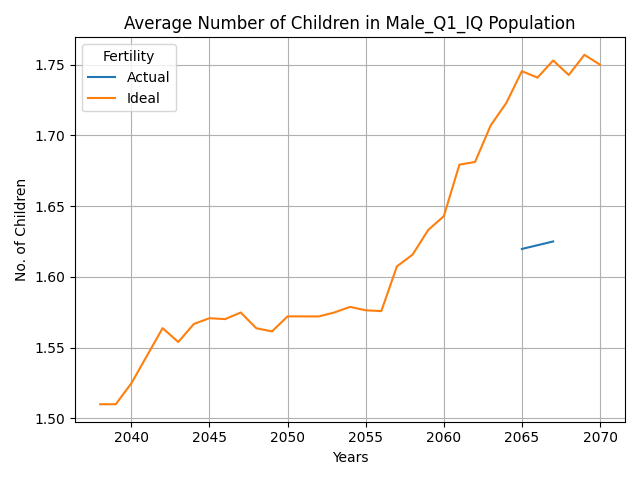 Average Number of Children in Male_Q1_IQ Population
Fertility
Actual
Ideal
No. of Children
1.75
1.70
1.65
1.60
1.55
1.50
2040 2045 2050 2055 2060 2065 2070
Years